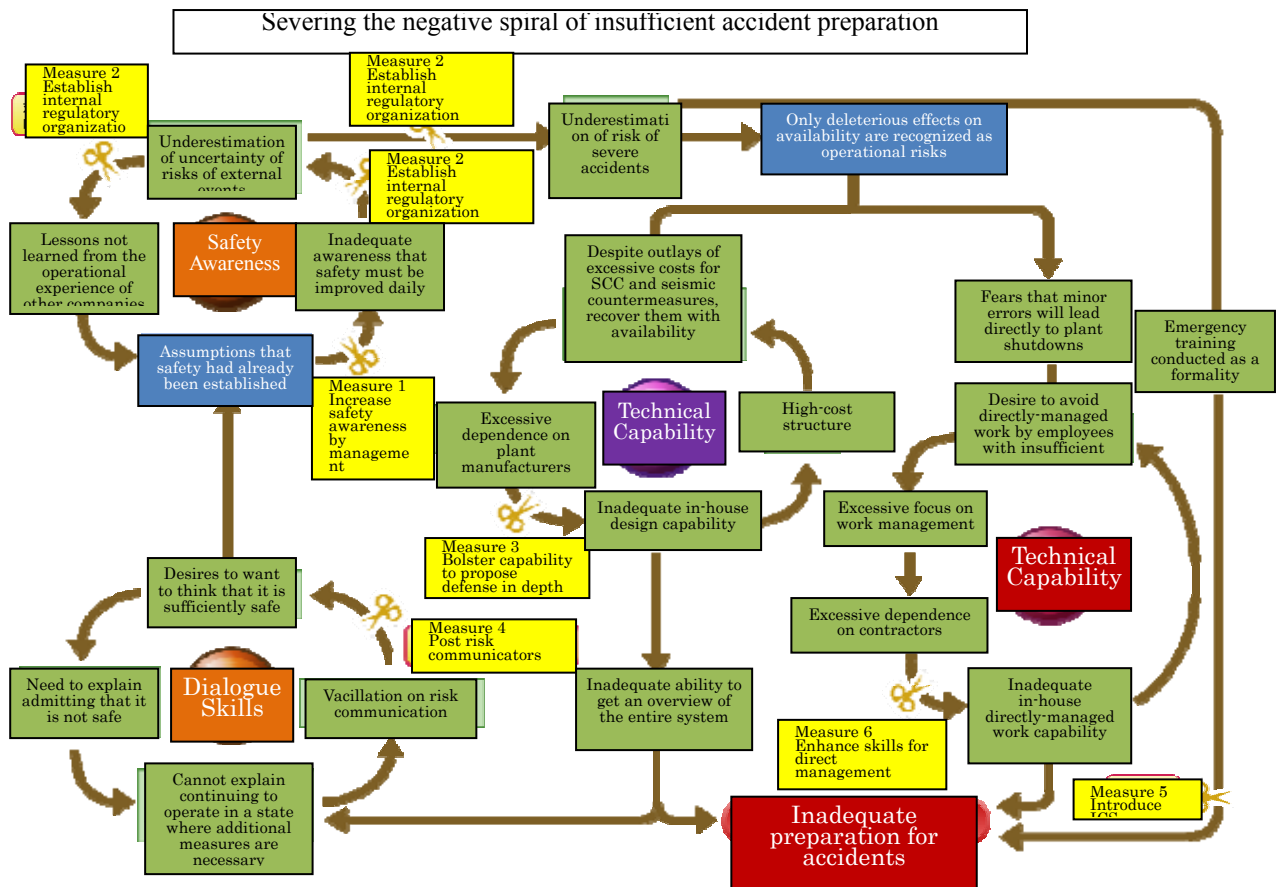 Severing the negative spiral of insufficient accident preparation
Measure 2
Establish
internal
regulatory
organizatio
Measure 2
Establish
internal
regulatory
organization
Underestimation
of uncertainty of
risks of external
events
Underestimati
on of risk of
severe
accidents
Only deleterious effects on
availability are recognized as
operational risks
Measure 2
Establish
internal
regulatory
organization
Lessons not
learned from the
operational
experience of
other companies
Safety
Awareness
Inadequate
awareness that
safety must be
improved daily
Despite outlays of
excessive costs for
SCC and seismic
countermeasures,
recover them with
availability
Fears that minor
errors will lead
directly to plant
shutdowns
Emergency
training
conducted as a
formality
Assumptions that
safety had already
been established
Measure 1
Increase
safety
awareness
by
manageme
nt
Excessive
dependence on
plant
manufacturers
Technical
Capability
High-cost
structure
Desire to avoid
directly-managed
work by employees
with insufficient
Inadequate in-house
design capability
Excessive focus on
work management
Measure 3
Bolster capability
to propose
defense in depth
Technical
Capability
Desires to want
to think that it is
sufficiently safe
Excessive dependence
on contractors
Measure 4
Post risk
communicators
Need to explain
admitting that it
is not safe
Dialogue
Skills
Vacillation on risk
communication
Inadequate ability to
get an overview of
the entire system
Inadequate
in-house
directly-managed
work capability
Measure 6
Enhance skills for
direct
management
Cannot explain
continuing to
operate in a state
where additional
measures are
necessary
Inadequate
preparation for
accidents
Measure 5
Introduce